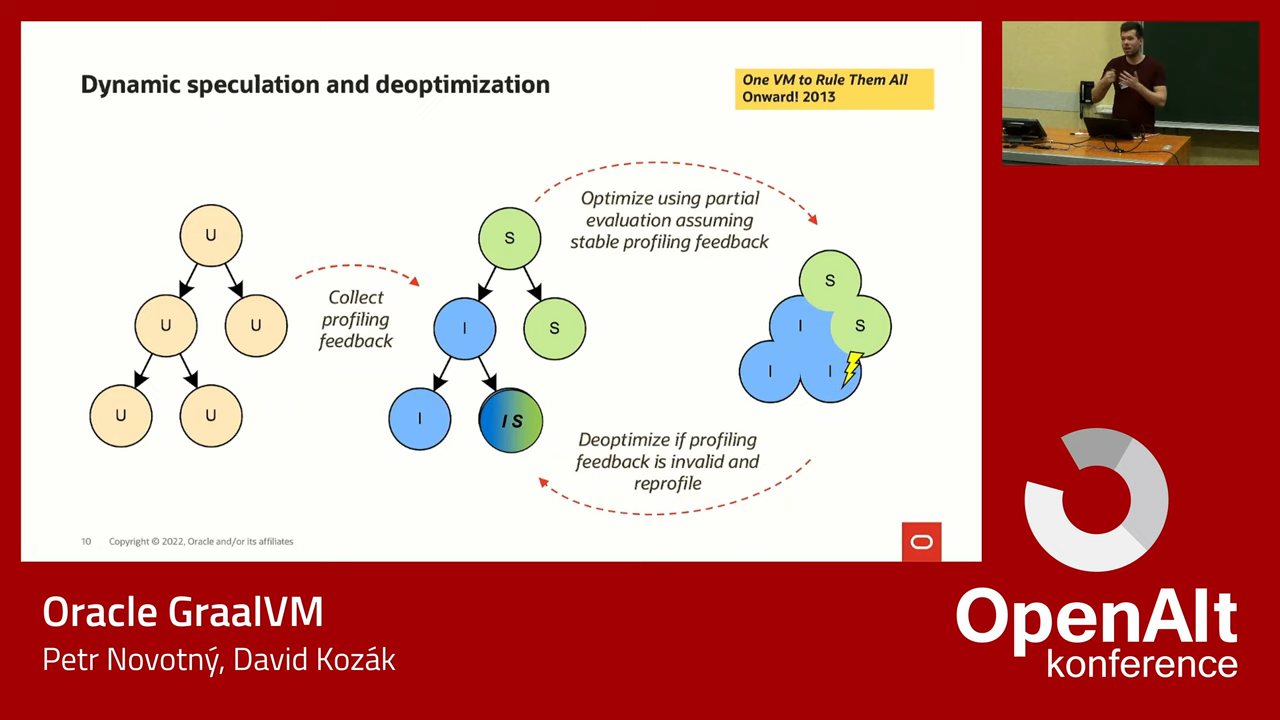 Dynamic speculation and deoptimization
One VM to Rule Them All
Onward! 2013
U
U
U
U
U
Collect
profiling
feedback
S
I
S
I
I S
Optimize using partial
evaluation assuming
stable profiling feedback
S
I
S
I
I
Deoptimize if profiling
feedback is invalid and
reprofile
10
Copyright © 2022, Oracle and/or its affiliates
Oracle GraalVM
Petr Novotný, David Kozák
OpenAlt
konference